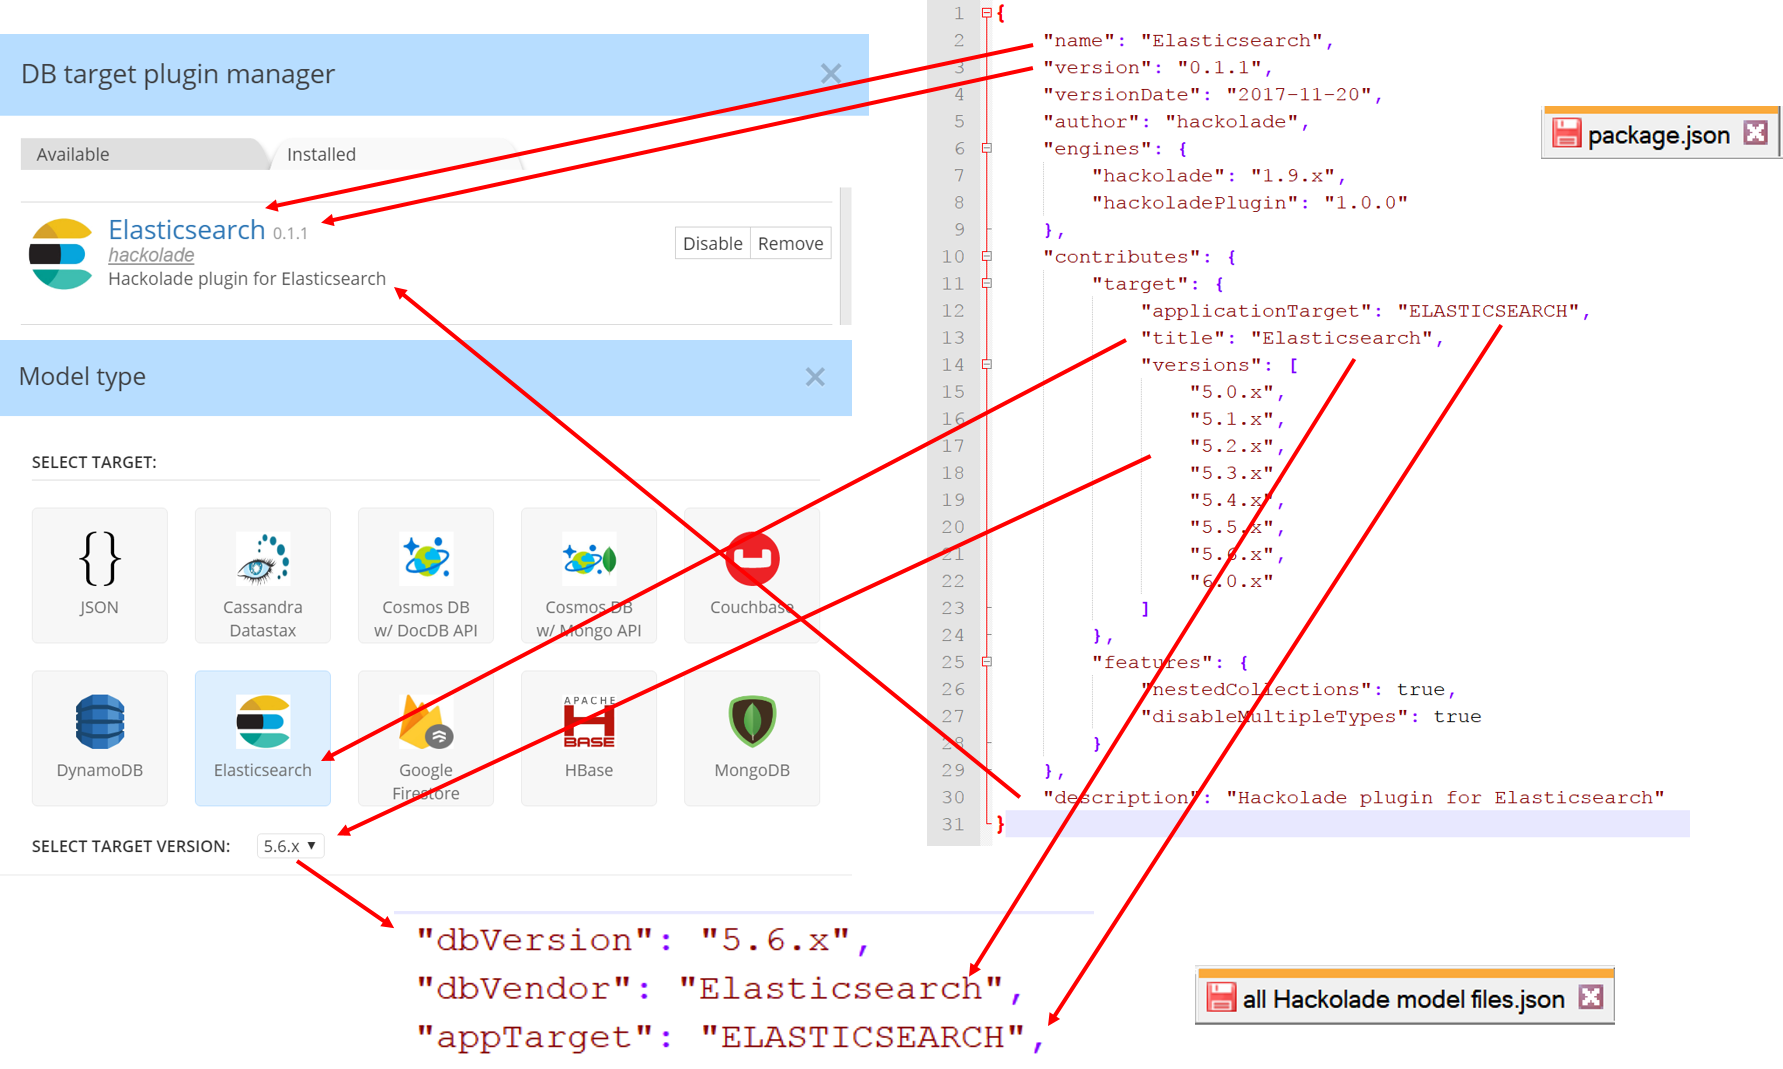 DB target plugin manager
Available
Installed
Elasticsearch 0.1.1
hackolade
Hackolade plugin for Elasticsearch
Disable
Remove
Model type
SELECT TARGET:
{}
JSON
Cassandra
Datastax
Cosmos DB
w/ DocDB API
Cosmos DB
w/ Mongo API
Couchbase
DynamoDB
Elasticsearch
Google
Firestore
APACHE
HBASE
HBase
MongoDB
SELECT TARGET VERSION: 5.6.x ▼
1 {
2 "name": "Elasticsearch",
3 "version": "0.1.1",
4 "versionDate": "2017-11-20",
5 "author": "hackolade",
6 "engines": {
7 "hackolade": "1.9.x",
8 "hackoladePlugin": "1.0.0"
9 },
10 "contributes": {
11 "target": {
12 "applicationTarget": "ELASTICSEARCH",
13 "title": "Elasticsearch",
14 "versions": [
15 "5.0.x",
16 "5.1.x",
17 "5.2.x",
18 "5.3.x"
19 "5.4.x",
20 "5.5.x",
21 "5.6.x",
22 "6.0.x"
23 ]
24 },
25 "features": {
26 "nestedCollections": true,
27 "disableMultipleTypes": true
28 }
29 },
30 "description": "Hackolade plugin for Elasticsearch"
31 }
package.json
"dbVersion": "5.6.x",
"dbVendor": "Elasticsearch",
"appTarget": "ELASTICSEARCH",
all Hackolade model files.json